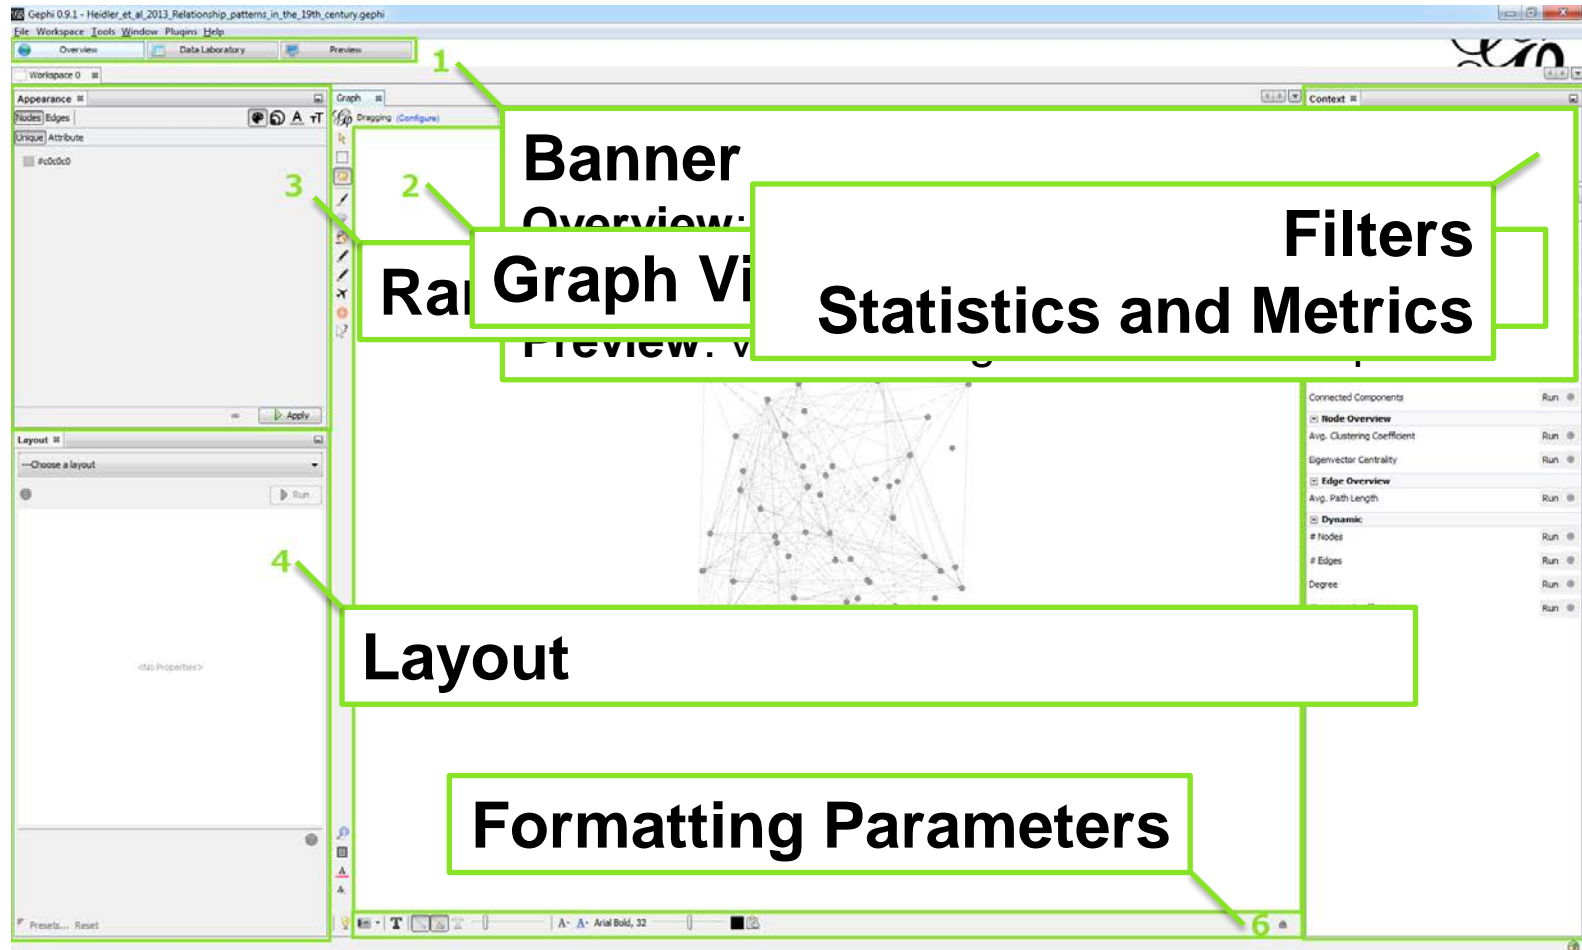 Gephi 0.9.1 - Heidler_et_al_2013_Relationship_patterns_in_the_19th_century.gephi
File Workspace Tools Window Plugins Help
Overview Data Laboratory Preview
1
Workspace 0
Appearance
Graph
Context
Nodes Edges
Dragging (Configure)
Unique Attribute
#c0c0c0
3
2
Banner
Overview:
Filters
Statistics and Metrics
Graph Vi
Ra
Preview:
Apply
Layout
---Choose a layout
Run
Connected Components Run
Node Overview
Avg. Clustering Coefficient Run
Eigenvector Centrality Run
Edge Overview
Avg. Path Length Run
Dynamic
# Nodes Run
# Edges Run
Degree Run
Run
4
Layout
<No Properties>
Formatting Parameters
Presets... Reset
A- A- Arial Bold, 32
6